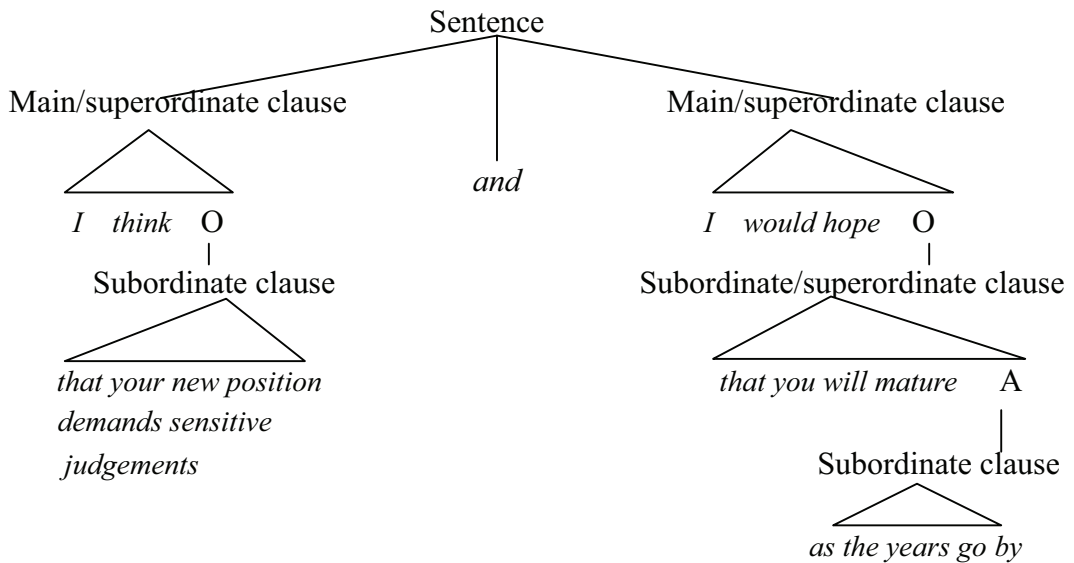 Sentence
Main/superordinate clause
Main/superordinate clause
and
I think O
I would hope O
Subordinate clause
Subordinate/superordinate clause
that your new position
demands sensitive
judgements
that you will mature A
Subordinate clause
as the years go by